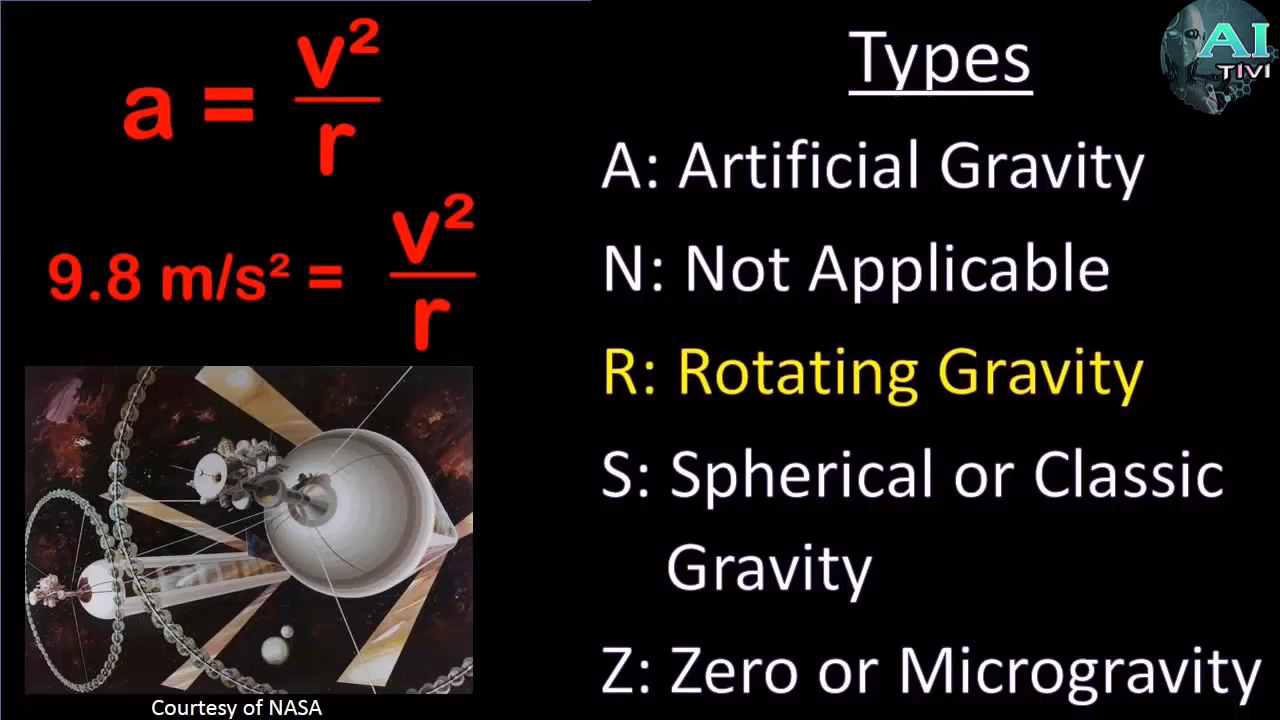 a = v²/r
9.8 m/s² = v²/r
Courtesy of NASA
Types
A: Artificial Gravity
N: Not Applicable
R: Rotating Gravity
S: Spherical or Classic
Gravity
Z: Zero or Microgravity
AI
TIVI